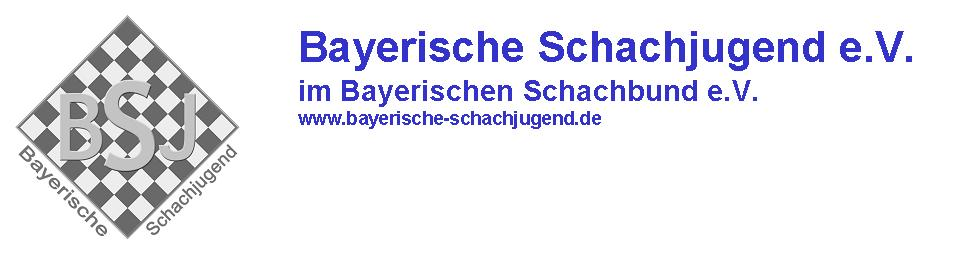 BSJ
Bayerische
Schachjugend
Bayerische Schachjugend e.V.
im Bayerischen Schachbund e.V.
www.bayerische-schachjugend.de